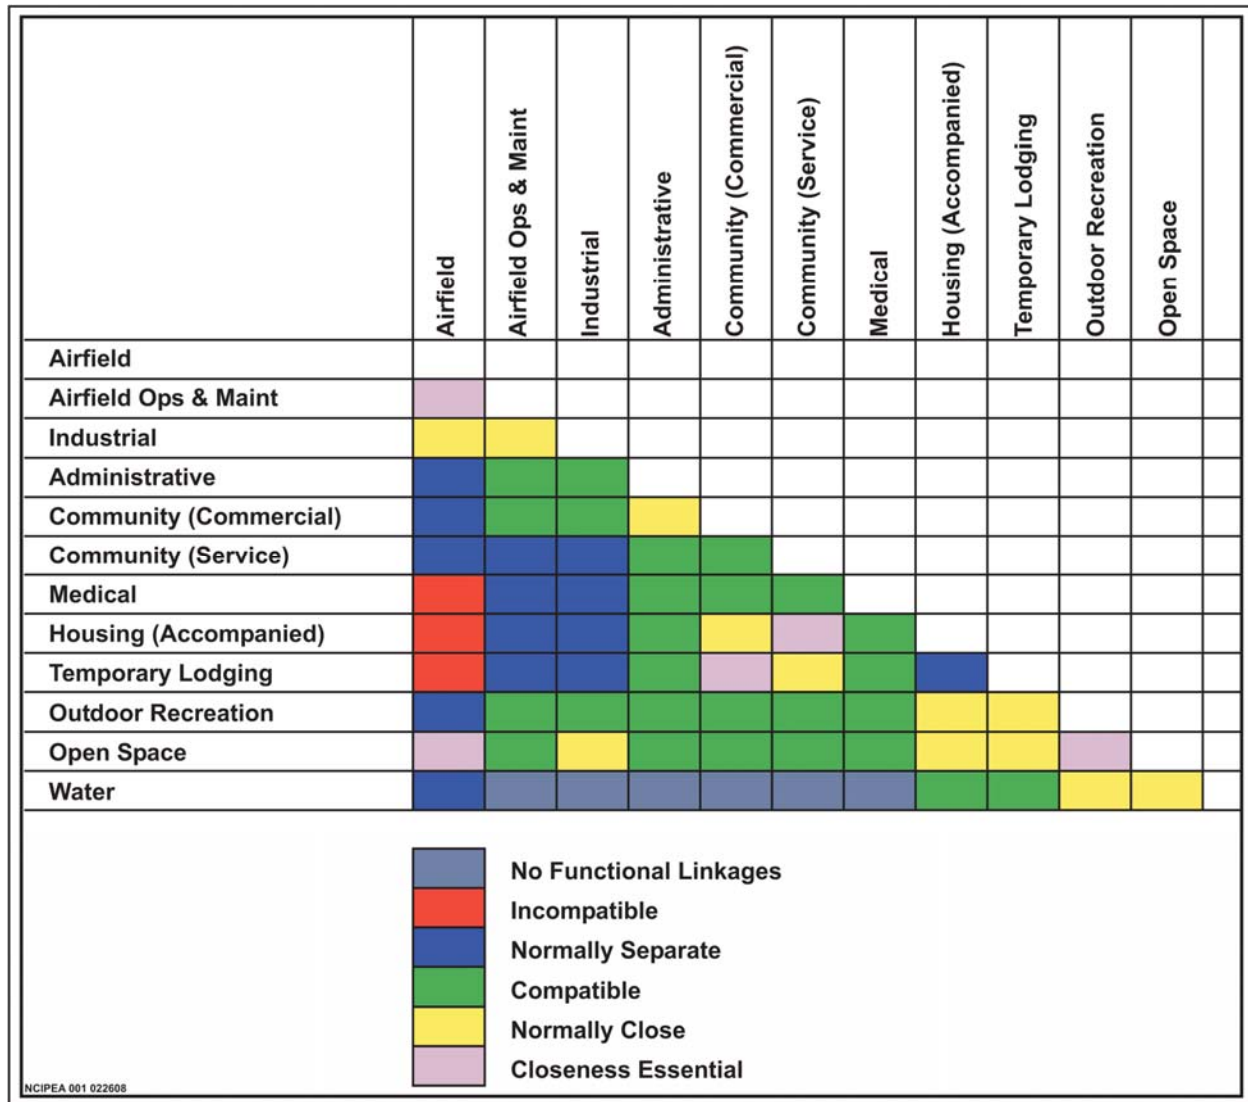 Airfield
Airfield Ops & Maint
Industrial
Administrative
Community (Commercial)
Community (Service)
Medical
Housing (Accompanied)
Temporary Lodging
Outdoor Recreation
Open Space
Airfield
Airfield Ops & Maint
Industrial
Administrative
Community (Commercial)
Community (Service)
Medical
Housing (Accompanied)
Temporary Lodging
Outdoor Recreation
Open Space
Water
No Functional Linkages
Incompatible
Normally Separate
Compatible
Normally Close
Closeness Essential
NCIPEA 001 022608